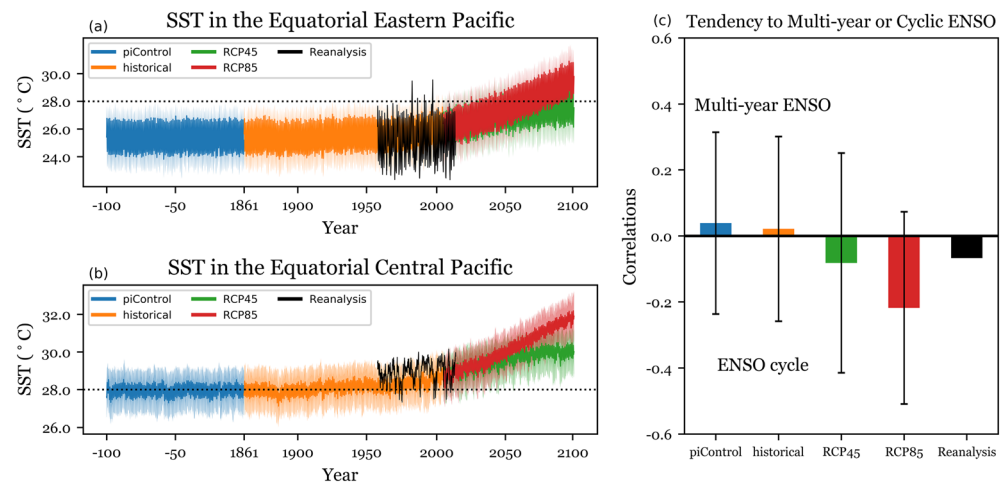 (a)
SST in the Equatorial Eastern Pacific
piControl RCP45 Reanalysis
historical RCP85
SST ( ° C)
30.0
28.0
26.0
24.0
-100 -50 1861 1900 1950 2000 2050 2100
Year
(b)
SST in the Equatorial Central Pacific
piControl RCP45 Reanalysis
historical RCP85
SST ( ° C)
32.0
30.0
28.0
26.0
-100 -50 1861 1900 1950 2000 2050 2100
Year
(c)
Tendency to Multi-year or Cyclic ENSO
Correlations
0.6
0.4
0.2
0.0
-0.2
-0.4
-0.6
Multi-year ENSO
ENSO cycle
piControl historical RCP45 RCP85 Reanalysis